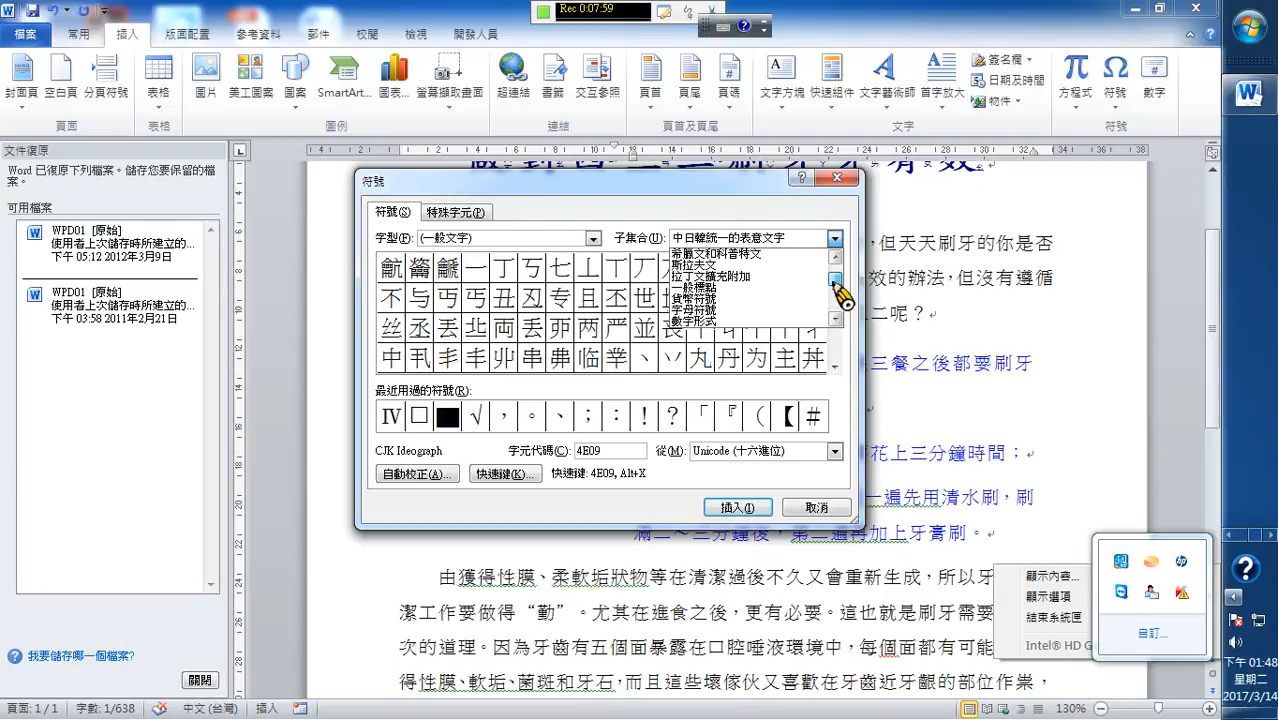 Rec 0:07:59
檔案 常用 插入 版面配置 參考資料 郵件 校閱 檢視 開發人員
封面頁 空白頁 分頁符號 表格 圖片 美工圖案 圖案 SmartArt... 圖表... 螢幕擷取畫面 超連結 書籤 交互參照 頁首 頁尾 頁碼 文字方塊 快速組件 文字藝術師 首字放大 簽名欄 日期及時間 物件 方程式 符號 數字
頁面 表格 圖例 連結 頁首及頁尾 文字 符號
文件復原
Word 已復原下列檔案。儲存您要保留的檔
案。
可用檔案
WPD01 [原始]
使用者上次儲存時所建立的...
下午 05:12 2012年3月9日
WPD01 [原始]
使用者上次儲存時所建立的...
下午 03:58 2011年2月21日
我要儲存哪一個檔案?
關閉
符號
符號(S) 特殊字元(P)
字型(F): (一般文字) 子集合(U): 中日韓統一的表意文字
希臘文和科普特文
斯拉夫文
拉丁文擴充附加
一般標點
貨幣符號
字母符號
數字形式
一丁丂七丄丅丆
不与丏丐丑丒专且丕世
丝丞丟丠両丢丣两严並
中丮丯丰丱串丳临丵丶丷丸丹为主丼
最近用過的符號(R):
Ⅳ □ ■ √ , 。 、 ; : ! ? 「 『 ( 【 #
CJK Ideograph 字元代碼(C): 4E09 從(M): Unicode (十六進位)
自動校正(A)... 快速鍵(K)... 快速鍵: 4E09, Alt+X
插入(I) 取消
,但天天刷牙的你是否
效的辦法,但沒有遵循
二呢?
三餐之後都要刷牙
花上三分鐘時間;
一遍先用清水刷,刷
滿二~三分鐘後,第二遍再加上牙膏刷。
由獲得性膜、柔軟垢狀物等在清潔過後不久又會重新生成,所以牙
潔工作要做得“勤”。尤其在進食之後,更有必要。這也就是刷牙需要
次的道理。因為牙齒有五個面暴露在口腔唾液環境中,每個面都有可能
得性膜、軟垢、菌斑和牙石,而且這些壞傢伙又喜歡在牙齒近牙齦的部位作祟,
顯示內容...
顯示選項
結束系統匣
Intel® HD G
自訂...
頁面: 1 / 1 字數: 1/638 中文 (台灣) 插入 130%
下午 01:48
星期二
2017/3/14